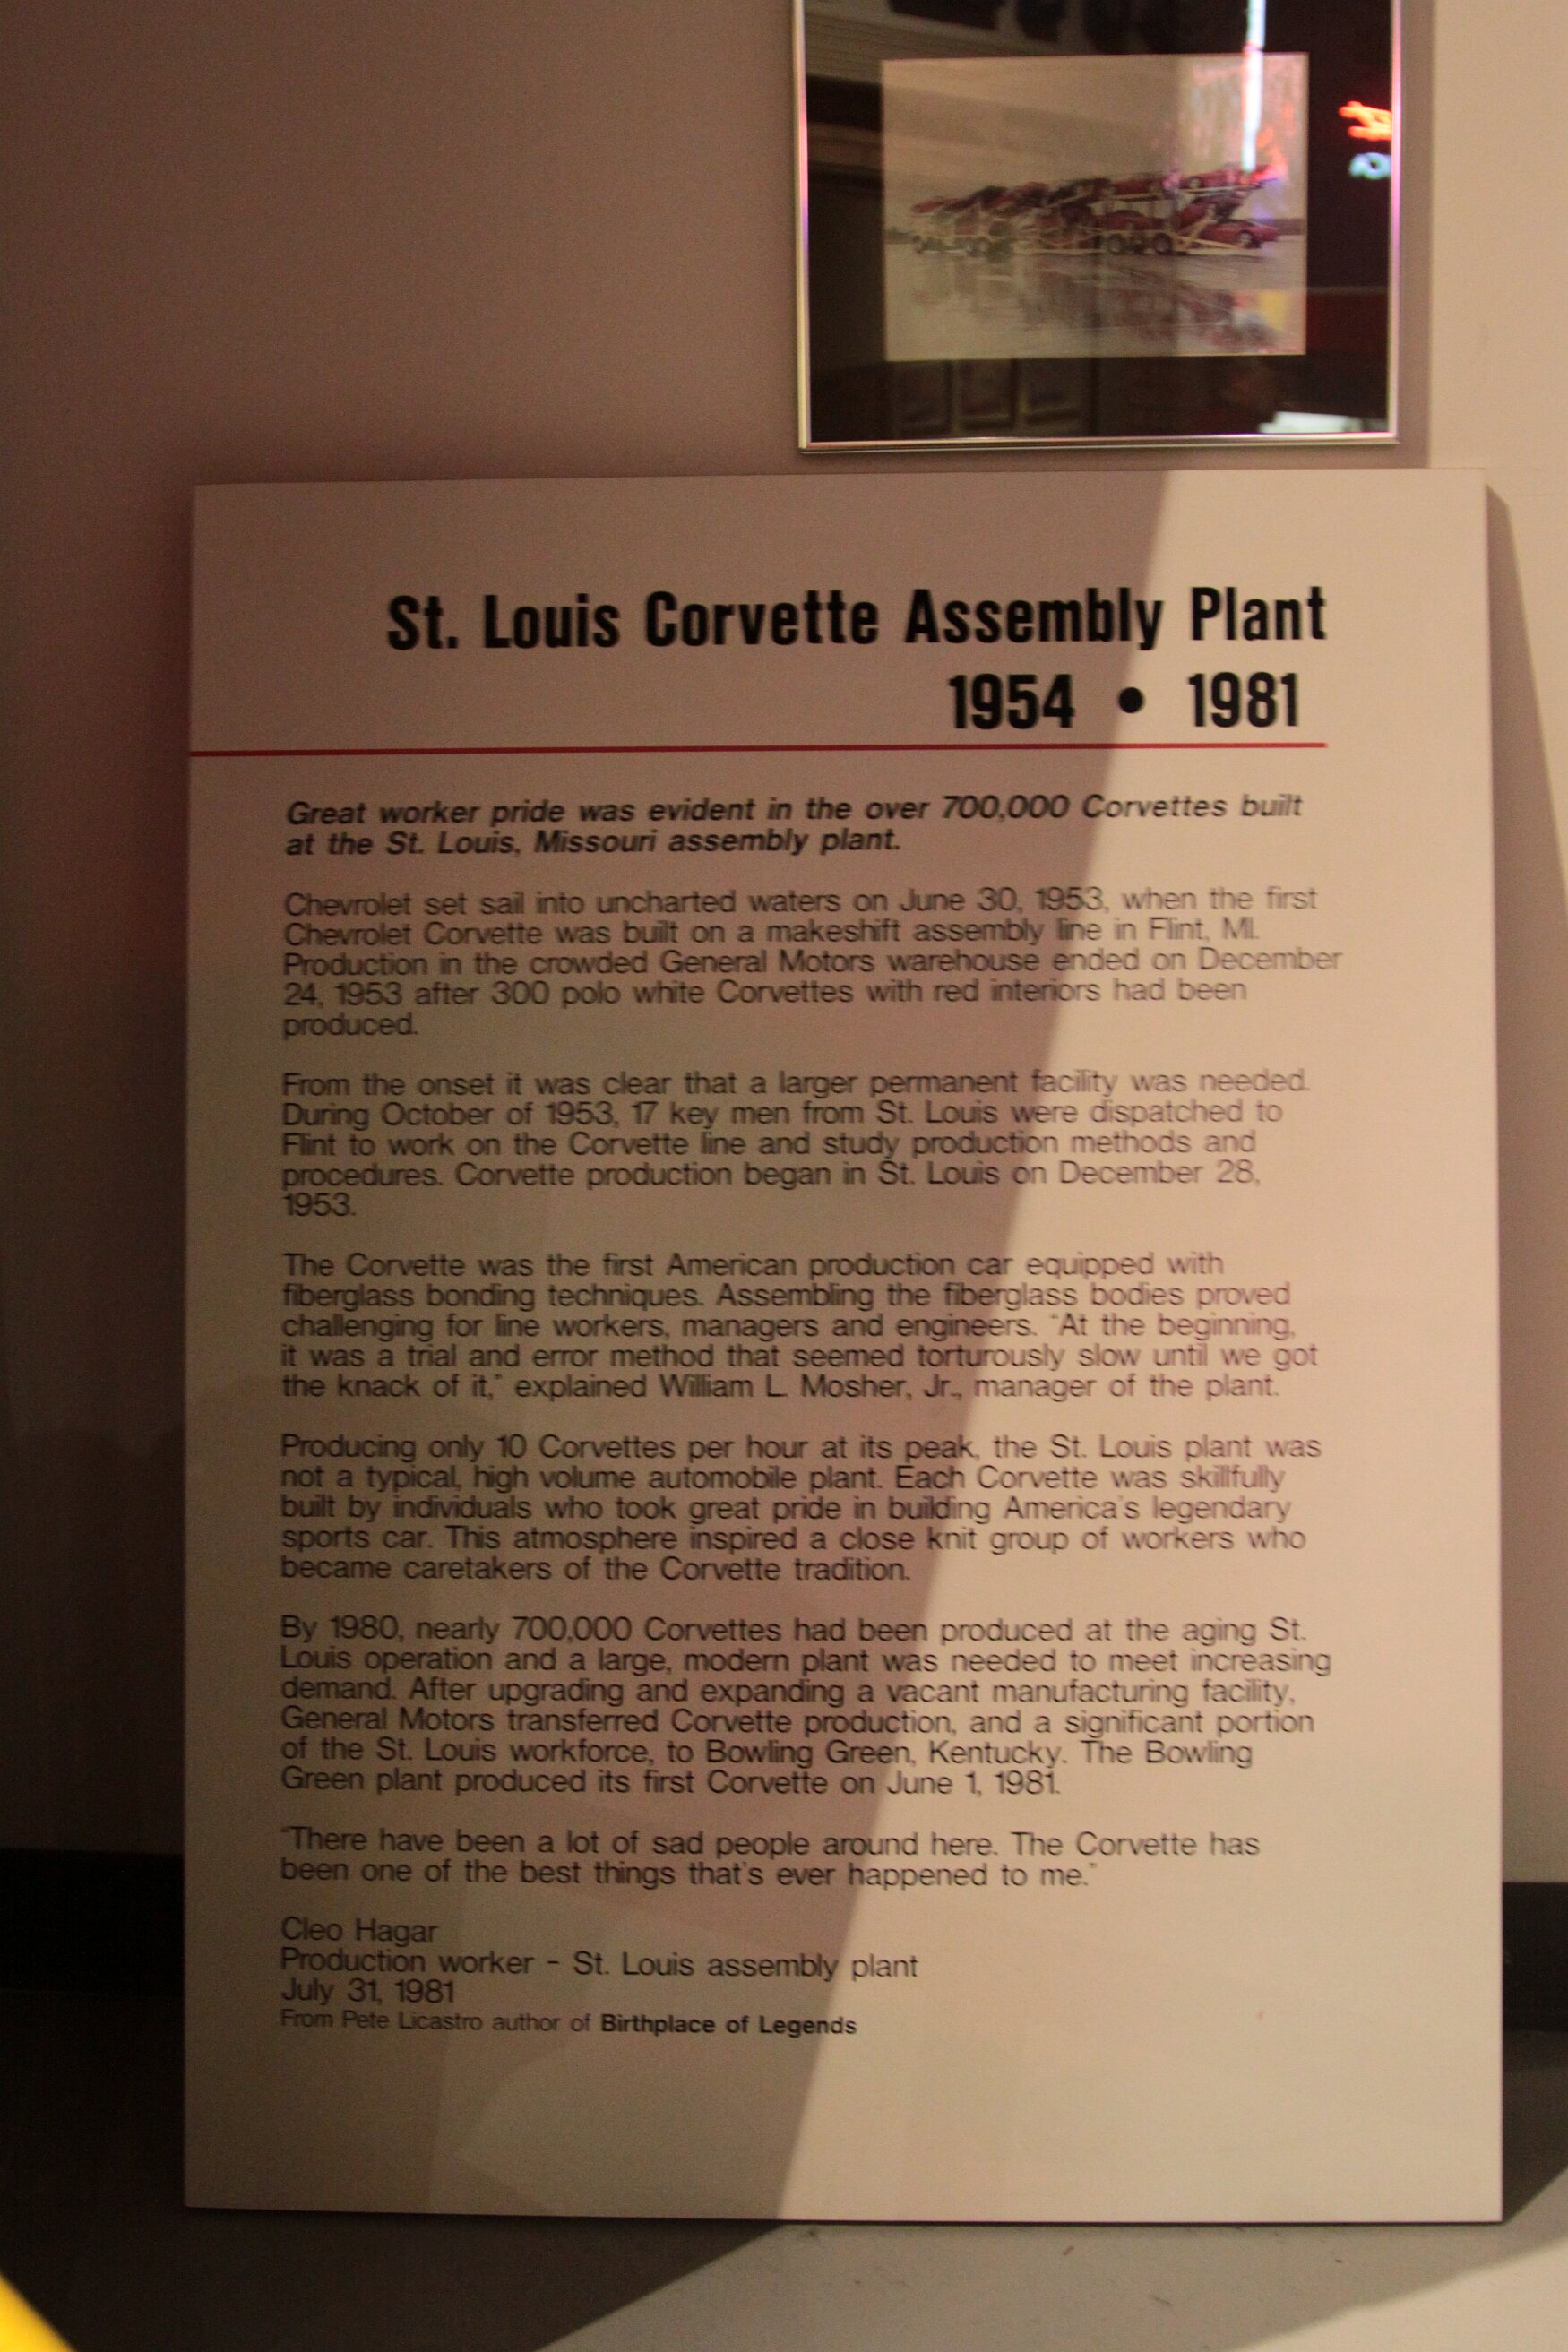 St. Louis Corvette Assembly Plant
1954 • 1981
Great worker pride was evident in the over 700,000 Corvettes built
at the St. Louis, Missouri assembly plant.
Chevrolet set sail into uncharted waters on June 30, 1953, when the first
Chevrolet Corvette was built on a makeshift assembly line in Flint, MI.
Production in the crowded General Motors warehouse ended on December
24, 1953 after 300 polo white Corvettes with red interiors had been
produced.
From the onset it was clear that a larger permanent facility was needed.
During October of 1953, 17 key men from St. Louis were dispatched to
Flint to work on the Corvette line and study production methods and
procedures. Corvette production began in St. Louis on December 28,
1953.
The Corvette was the first American production car equipped with
fiberglass bonding techniques. Assembling the fiberglass bodies proved
challenging for line workers, managers and engineers. "At the beginning,
it was a trial and error method that seemed torturously slow until we got
the knack of it," explained William L. Mosher, Jr., manager of the plant.
Producing only 10 Corvettes per hour at its peak, the St. Louis plant was
not a typical, high volume automobile plant. Each Corvette was skillfully
built by individuals who took great pride in building America's legendary
sports car. This atmosphere inspired a close knit group of workers who
became caretakers of the Corvette tradition.
By 1980, nearly 700,000 Corvettes had been produced at the aging St.
Louis operation and a large, modern plant was needed to meet increasing
demand. After upgrading and expanding a vacant manufacturing facility,
General Motors transferred Corvette production, and a significant portion
of the St. Louis workforce, to Bowling Green, Kentucky. The Bowling
Green plant produced its first Corvette on June 1, 1981.
"There have been a lot of sad people around here. The Corvette has
been one of the best things that's ever happened to me."
Cleo Hagar
Production worker - St. Louis assembly plant
July 31, 1981
From Pete Licastro author of Birthplace of Legends